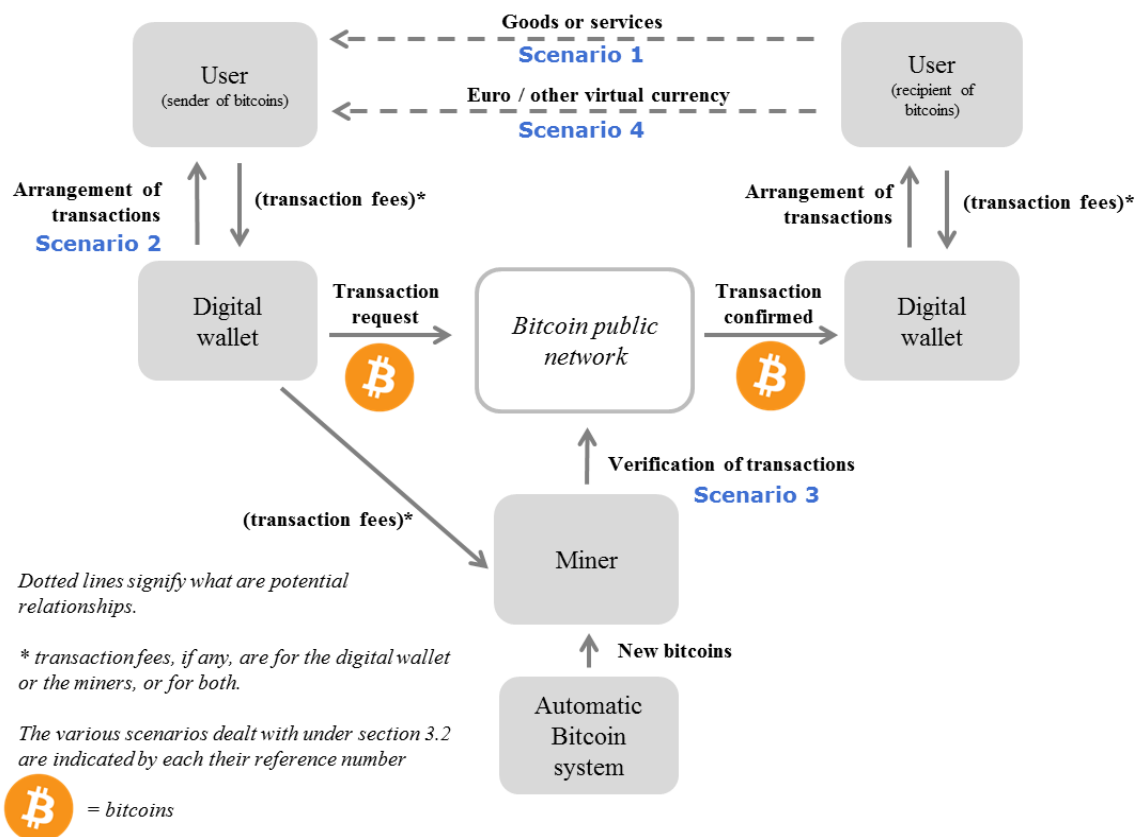 Goods or services
Scenario 1
User
(sender of bitcoins)
User
(recipient of
bitcoins)
Euro / other virtual currency
Scenario 4
Arrangement of
transactions
Scenario 2
(transaction fees)*
Arrangement of
transactions
(transaction fees)*
Digital
wallet
Transaction
request
Bitcoin public
network
Transaction
confirmed
Digital
wallet
Verification of transactions
Scenario 3
(transaction fees)*
Miner
Dotted lines signify what are potential
relationships.
* transaction fees, if any, are for the digital wallet
or the miners, or for both.
New bitcoins
Automatic
Bitcoin
system
The various scenarios dealt with under section 3.2
are indicated by each their reference number
= bitcoins